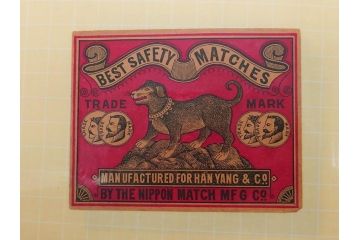 BEST SAFETY MATCHES
TRADE MARK
MANUFACTURED FOR HAN YANG & Co
BY THE NIPPON MATCH MFG Co.